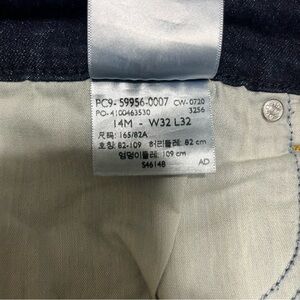 PC9- 59956-0007 CW-0720
PO-4100463530 3256
14M - W32 L32
尺码: 165/82A
호칭: 82-109 허리둘레: 82 cm
엉덩이둘레: 109 cm
S4614B AD